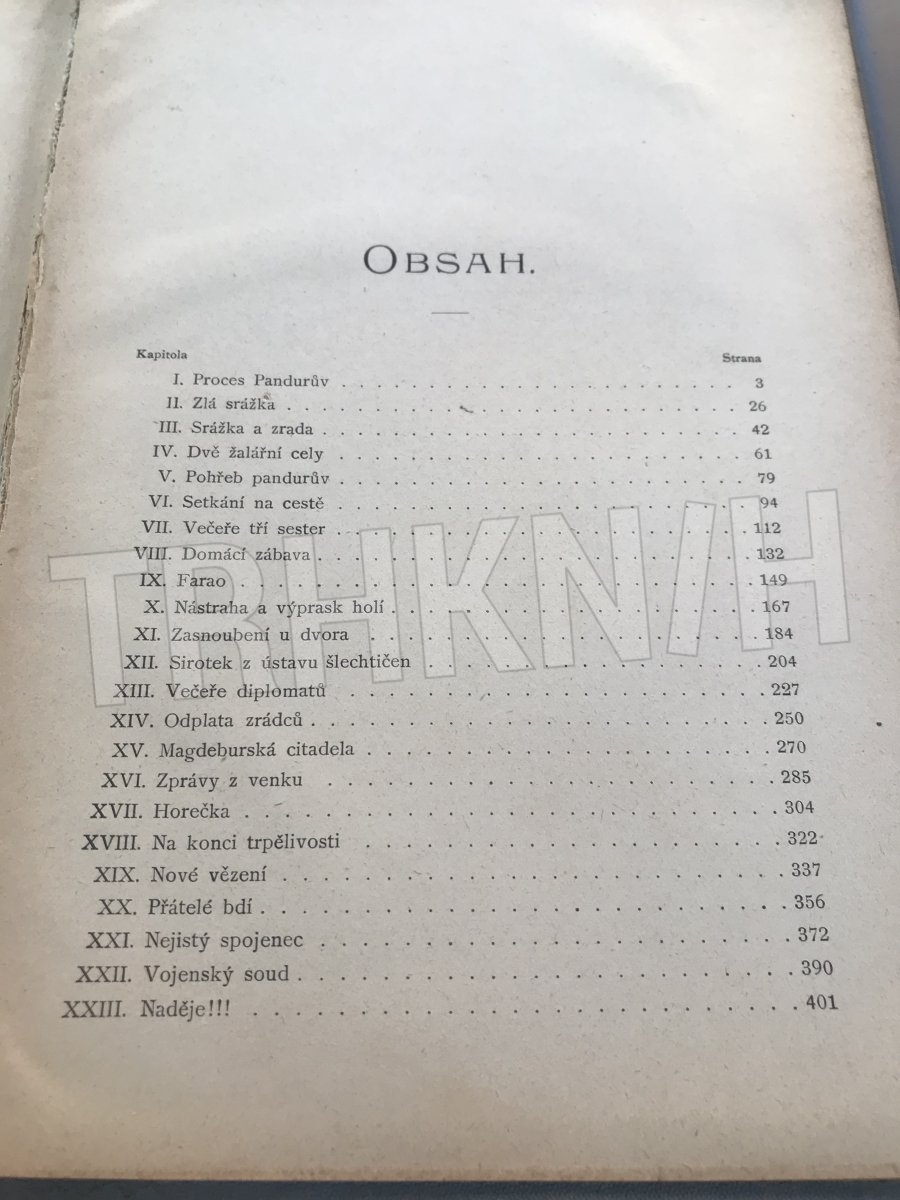 OBSAH.
Kapitola Strana
I. Proces Pandurův . . . . . . . . . . . . . . . . . . . . 3
II. Zlá srážka . . . . . . . . . . . . . . . . . . . . 26
III. Srážka a zrada . . . . . . . . . . . . . . . . . . . . 42
IV. Dvě žalářní cely . . . . . . . . . . . . . . . . . . . . 61
V. Pohřeb pandurův . . . . . . . . . . . . . . . . . . . . 79
VI. Setkání na cestě . . . . . . . . . . . . . . . . . . . . 94
VII. Večeře tří sester . . . . . . . . . . . . . . . . . . . . 112
VIII. Domácí zábava . . . . . . . . . . . . . . . . . . . . 132
IX. Farao . . . . . . . . . . . . . . . . . . . . 149
X. Nástraha a výprask holí . . . . . . . . . . . . . . . . . . 167
XI. Zasnoubení u dvora . . . . . . . . . . . . . . . . . . 184
XII. Sirotek z ústavu šlechtičen . . . . . . . . . . . . . . . 204
XIII. Večeře diplomatů . . . . . . . . . . . . . . . . . . 227
XIV. Odplata zrádců . . . . . . . . . . . . . . . . . . . . 250
XV. Magdeburská citadela . . . . . . . . . . . . . . . . . . 270
XVI. Zprávy z venku . . . . . . . . . . . . . . . . . . . . 285
XVII. Horečka . . . . . . . . . . . . . . . . . . . . 304
XVIII. Na konci trpělivosti . . . . . . . . . . . . . . . . . . 322
XIX. Nové vězení . . . . . . . . . . . . . . . . . . . . 337
XX. Přátelé bdí . . . . . . . . . . . . . . . . . . . . 356
XXI. Nejistý spojenec . . . . . . . . . . . . . . . . . . . . 372
XXII. Vojenský soud . . . . . . . . . . . . . . . . . . . . 390
XXIII. Naděje!!! . . . . . . . . . . . . . . . . . . . . 401
TRHKN/H